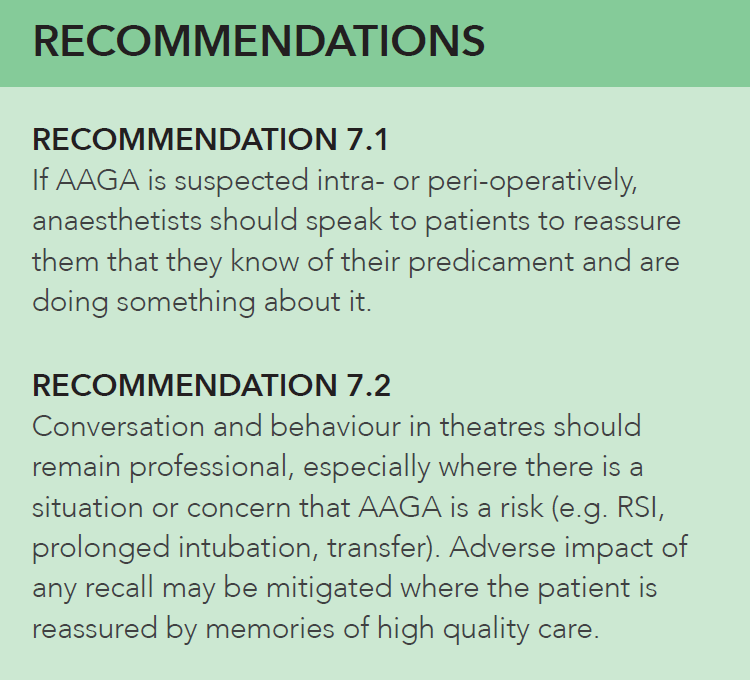 RECOMMENDATIONS
RECOMMENDATION 7.1
If AAGA is suspected intra- or peri-operatively,
anaesthetists should speak to patients to reassure
them that they know of their predicament and are
doing something about it.
RECOMMENDATION 7.2
Conversation and behaviour in theatres should
remain professional, especially where there is a
situation or concern that AAGA is a risk (e.g. RSI,
prolonged intubation, transfer). Adverse impact of
any recall may be mitigated where the patient is
reassured by memories of high quality care.